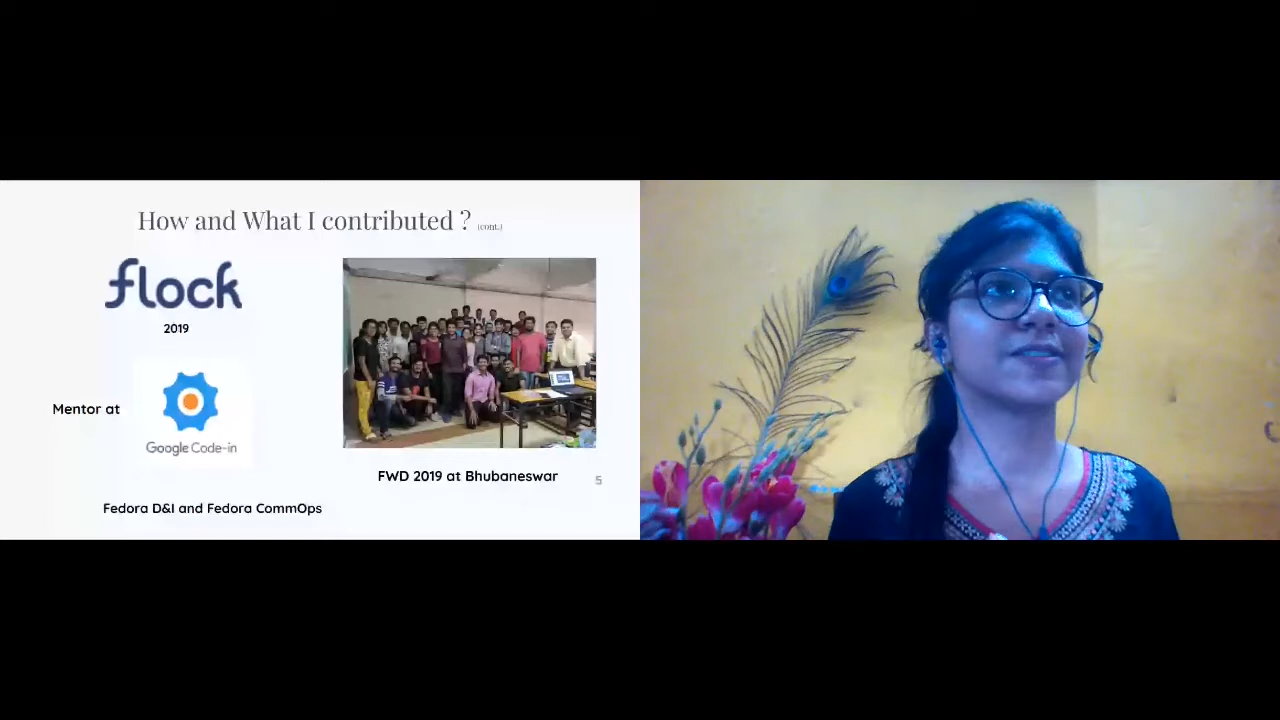 How and What I contributed ? (cont.)
flock
2019
Mentor at
Google Code-in
FWD 2019 at Bhubaneswar
5
Fedora D&I and Fedora CommOps